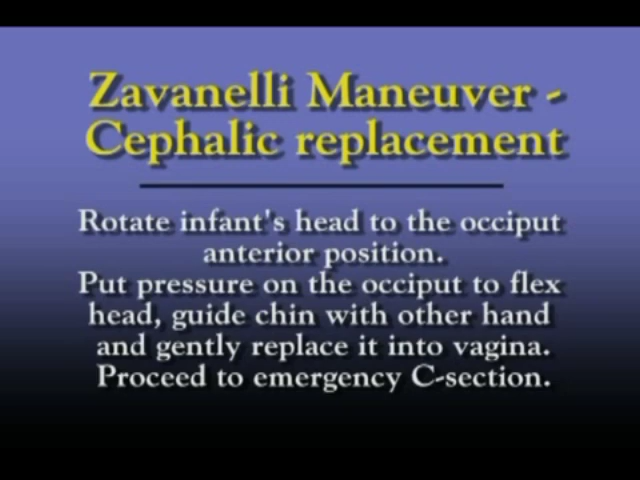 Zavanelli Maneuver -
Cephalic replacement
Rotate infant's head to the occiput
anterior position.
Put pressure on the occiput to flex
head, guide chin with other hand
and gently replace it into vagina.
Proceed to emergency C-section.